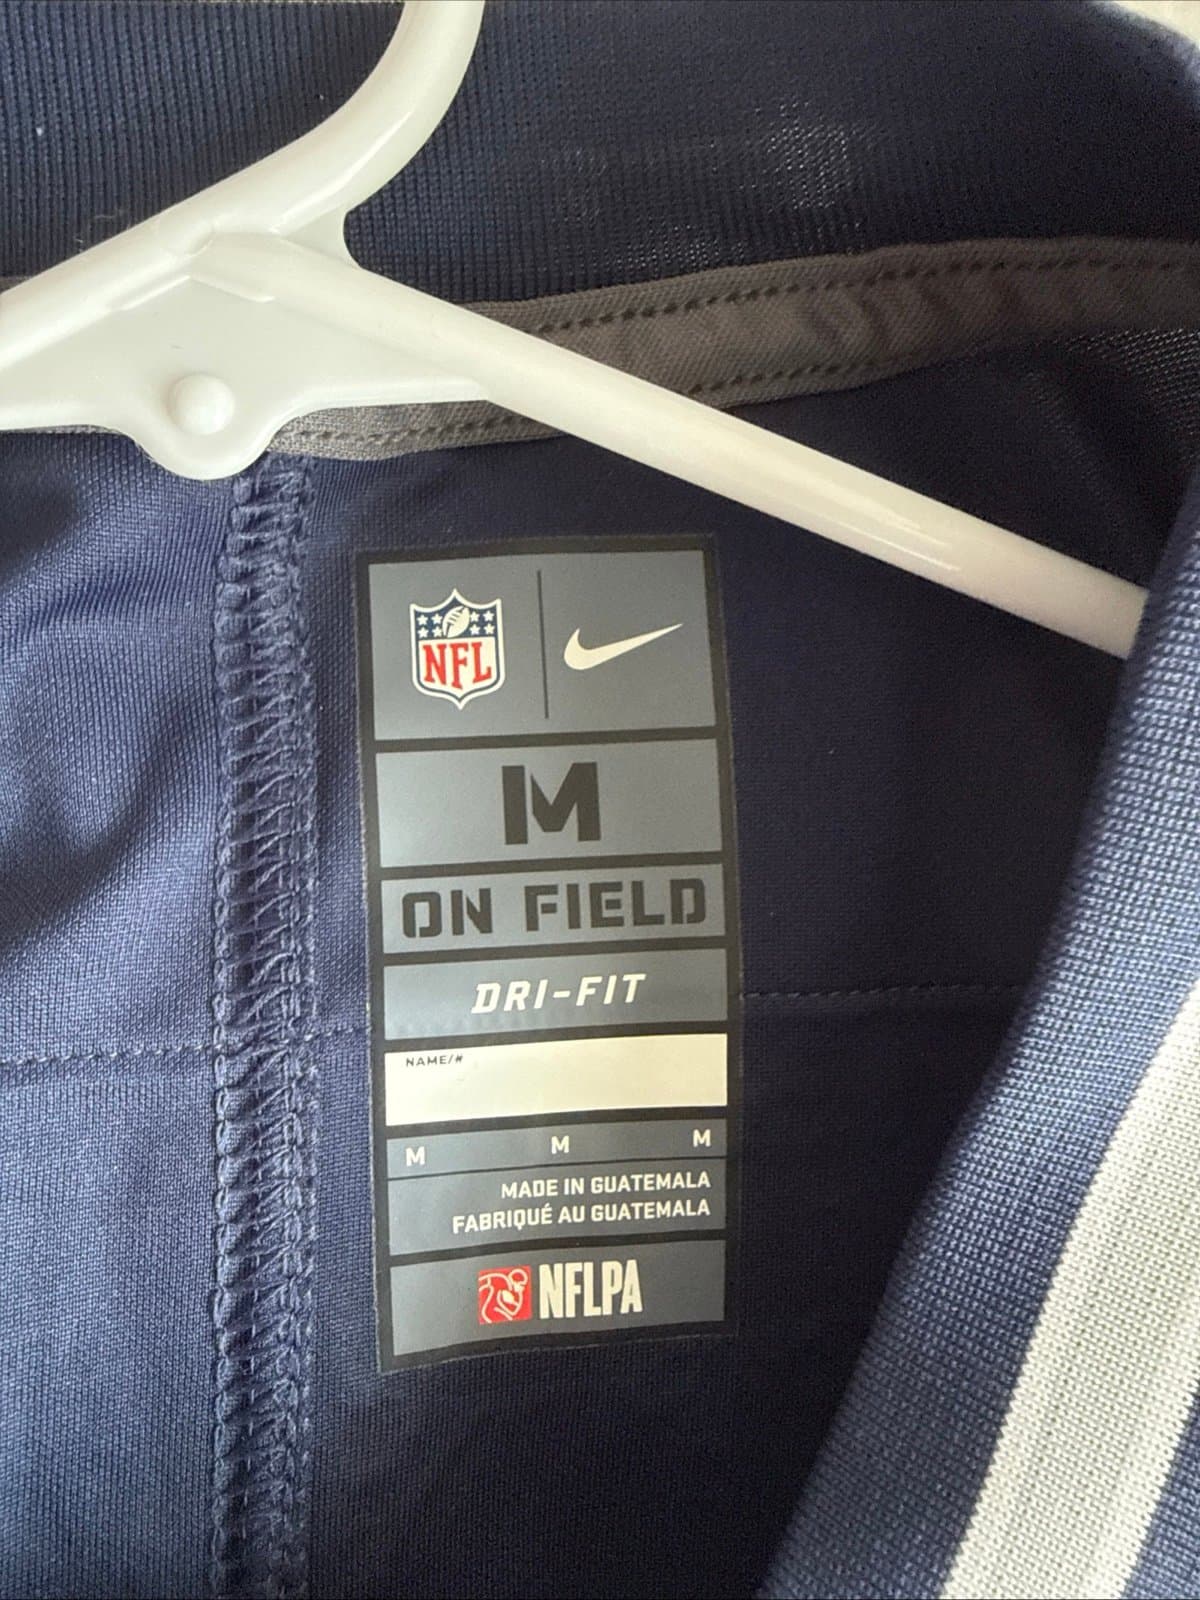 NFL
M
ON FIELD
DRI-FIT
NAME/#
M M M
MADE IN GUATEMALA
FABRIQUÉ AU GUATEMALA
NFLPA